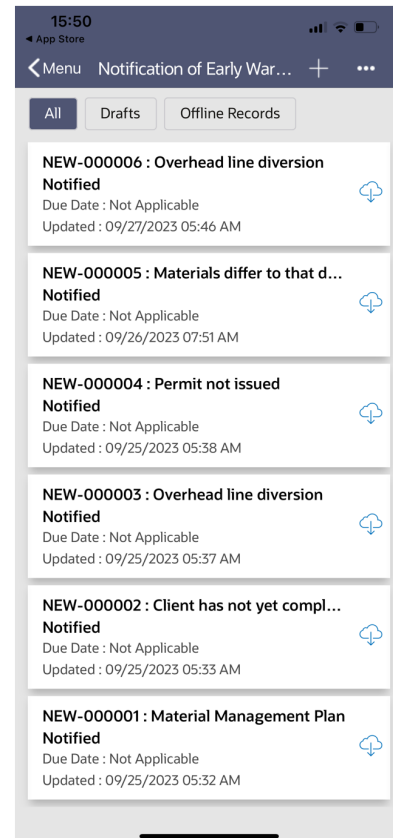 15:50
◀ App Store
Menu Notification of Early War... + •••
All Drafts Offline Records
NEW-000006 : Overhead line diversion
Notified
Due Date : Not Applicable
Updated : 09/27/2023 05:46 AM
NEW-000005 : Materials differ to that d...
Notified
Due Date : Not Applicable
Updated : 09/26/2023 07:51 AM
NEW-000004 : Permit not issued
Notified
Due Date : Not Applicable
Updated : 09/25/2023 05:38 AM
NEW-000003 : Overhead line diversion
Notified
Due Date : Not Applicable
Updated : 09/25/2023 05:37 AM
NEW-000002 : Client has not yet compl...
Notified
Due Date : Not Applicable
Updated : 09/25/2023 05:33 AM
NEW-000001 : Material Management Plan
Notified
Due Date : Not Applicable
Updated : 09/25/2023 05:32 AM